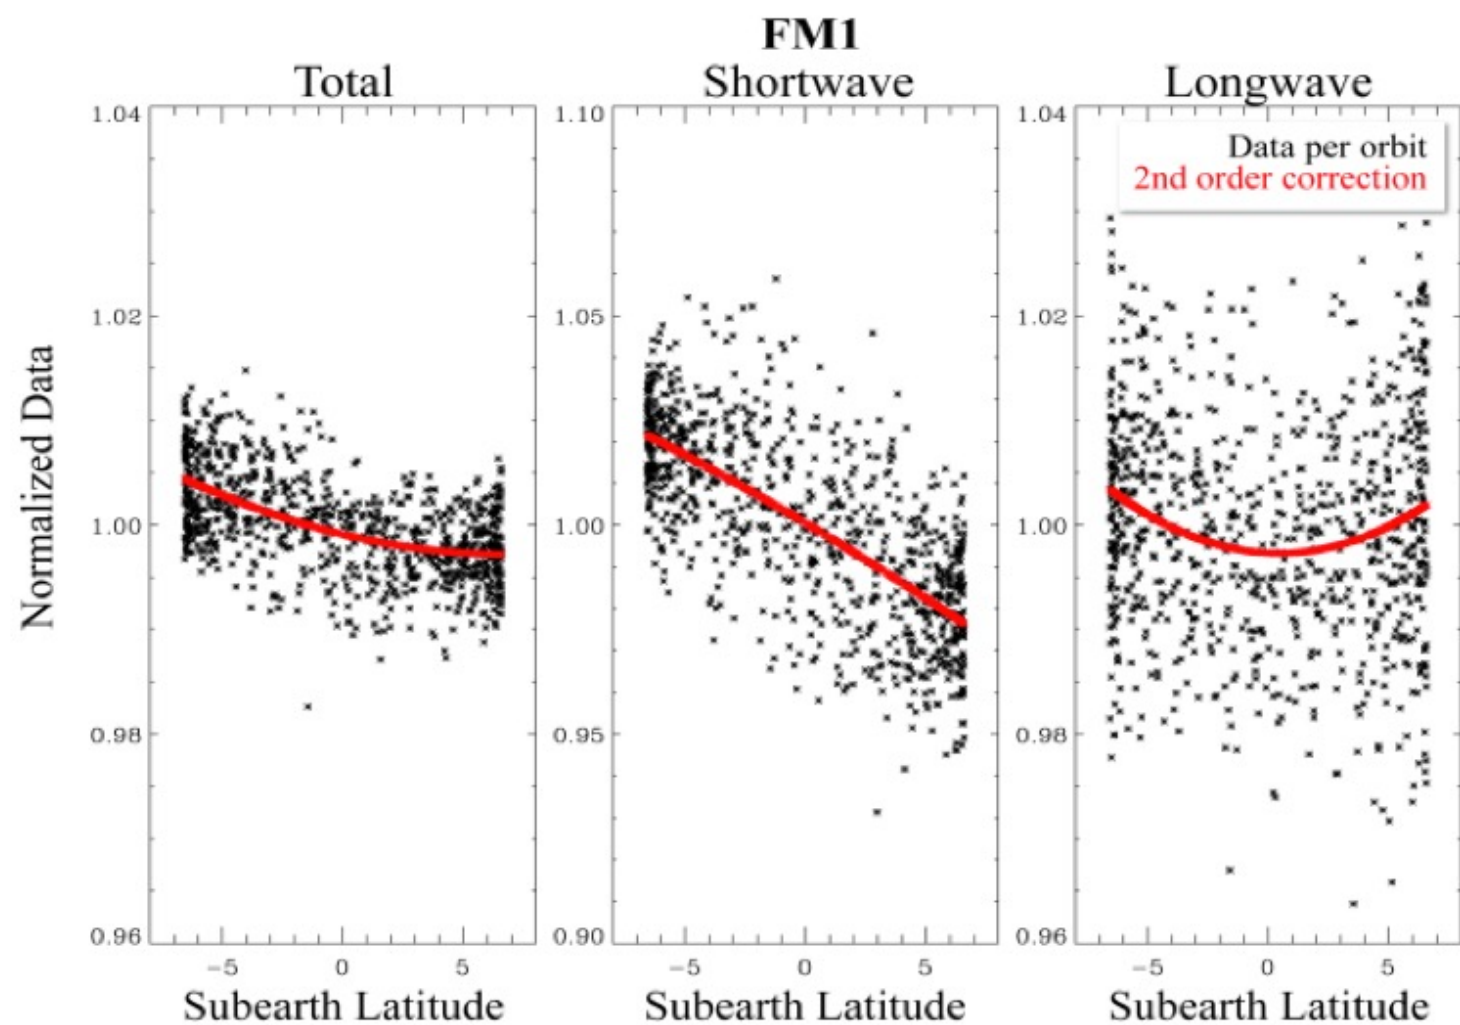 FM1
Total
Shortwave
Longwave
1.04
1.02
1.00
0.98
0.96
1.10
1.05
1.00
0.95
0.90
1.04
1.02
1.00
0.98
0.96
Data per orbit
2nd order correction
Normalized Data
−5 0 5
−5 0 5
−5 0 5
Subearth Latitude
Subearth Latitude
Subearth Latitude